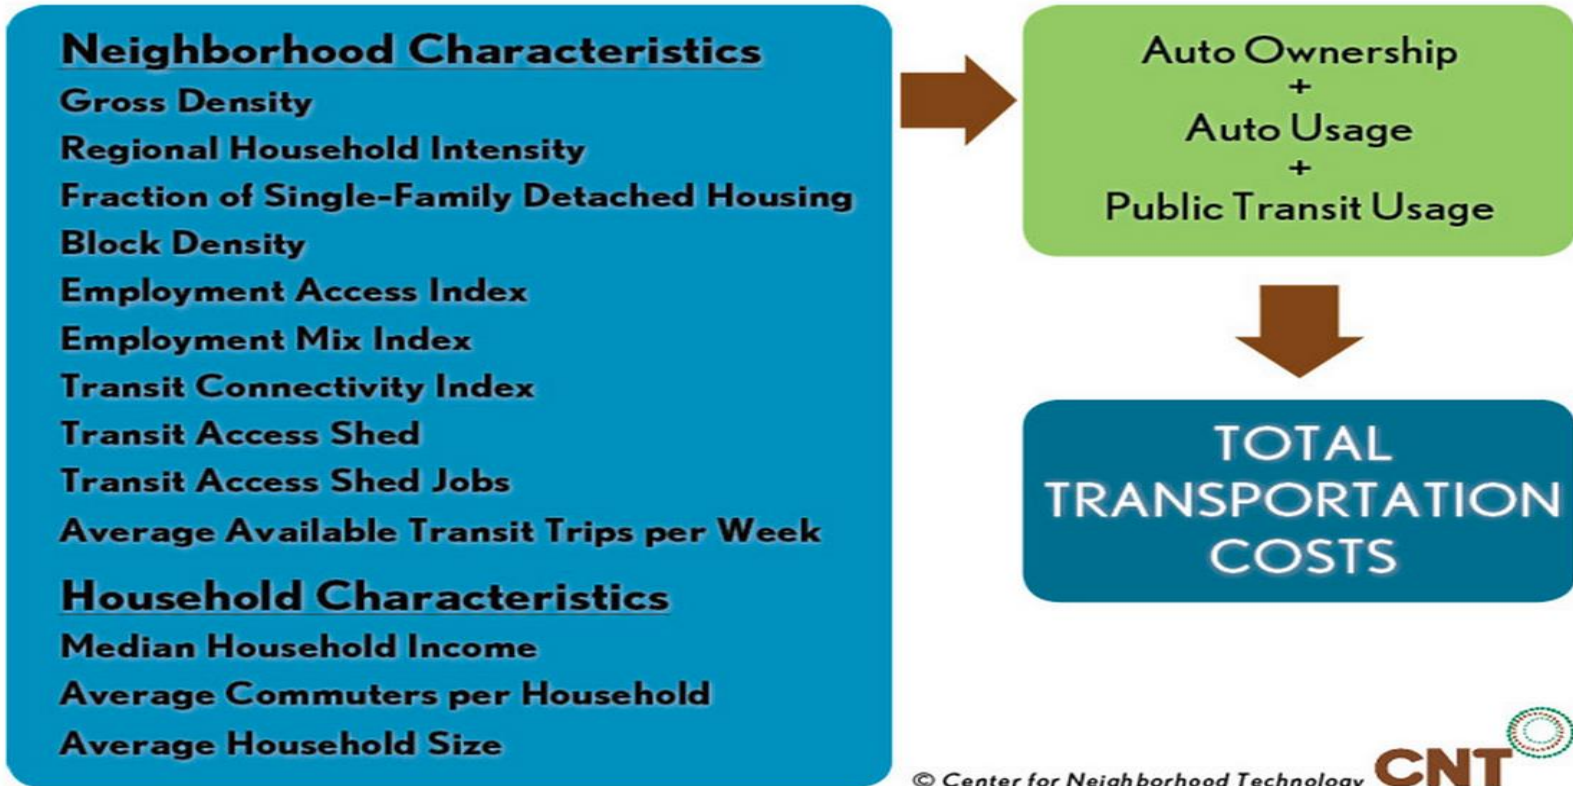 Neighborhood Characteristics
Gross Density
Regional Household Intensity
Fraction of Single-Family Detached Housing
Block Density
Employment Access Index
Employment Mix Index
Transit Connectivity Index
Transit Access Shed
Transit Access Shed Jobs
Average Available Transit Trips per Week
Household Characteristics
Median Household Income
Average Commuters per Household
Average Household Size
Auto Ownership
+
Auto Usage
+
Public Transit Usage
TOTAL
TRANSPORTATION
COSTS
© Center for Neighborhood Technology
CNT